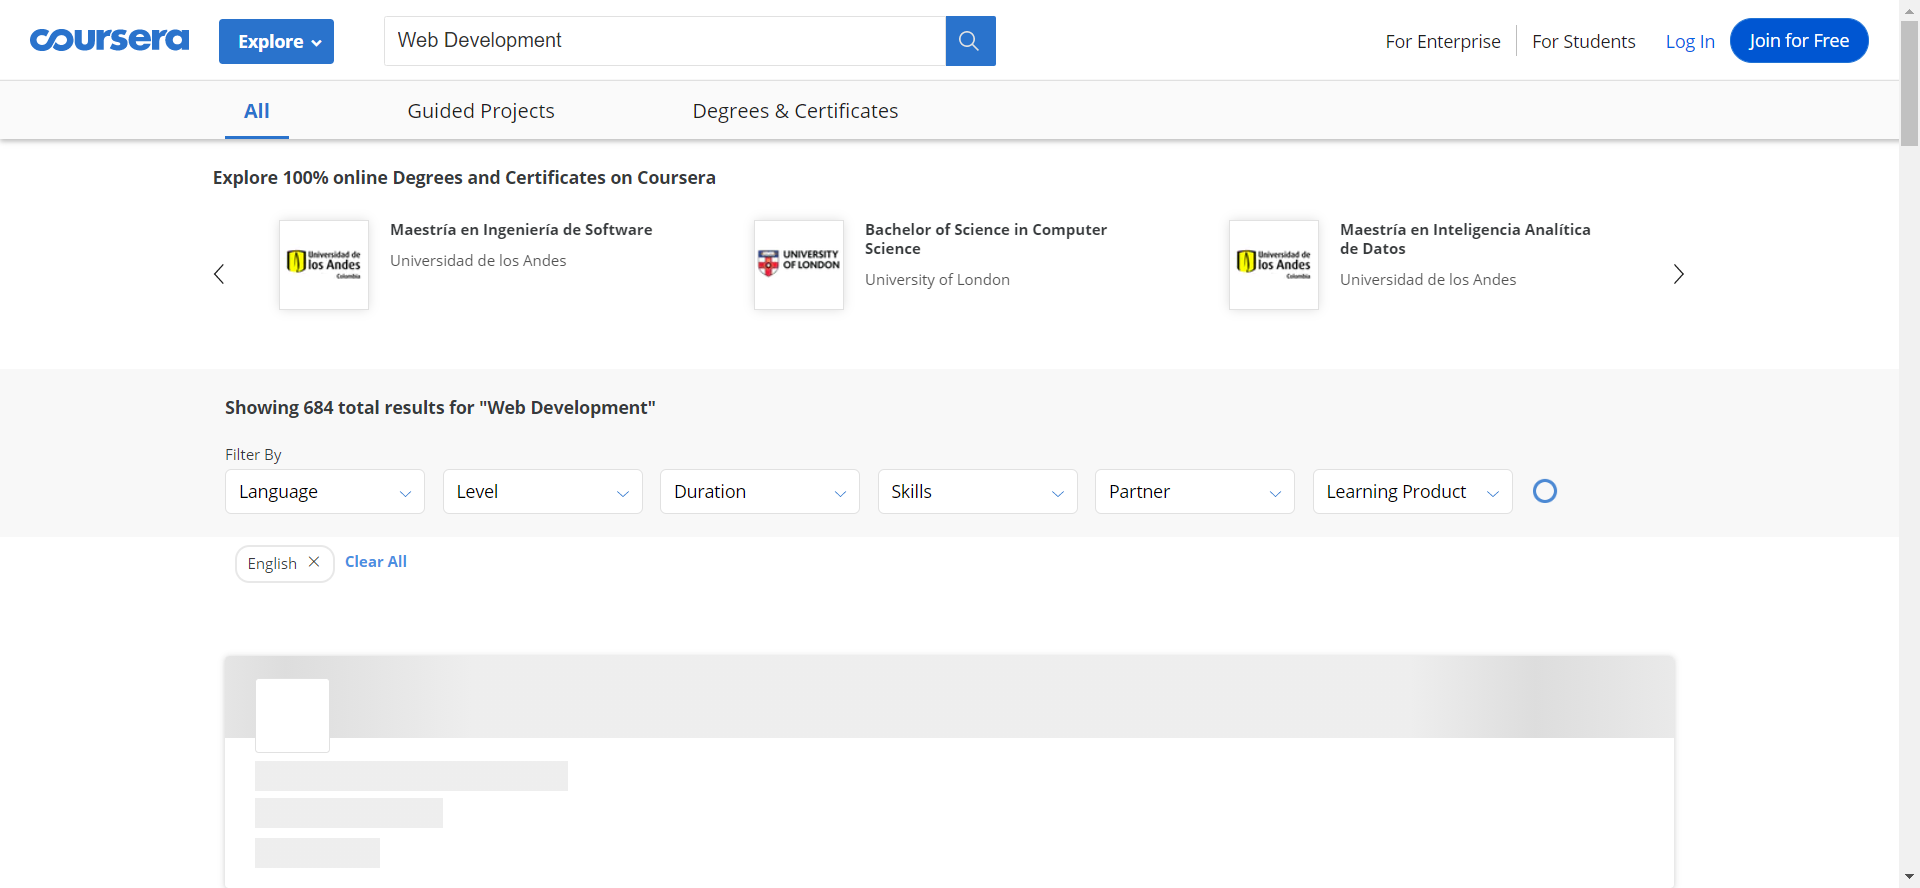 coursera
Explore
Web Development
For Enterprise
For Students
Log In
Join for Free
All
Guided Projects
Degrees & Certificates
Explore 100% online Degrees and Certificates on Coursera
Universidad de
los Andes
Colombia
Maestría en Ingeniería de Software
Universidad de los Andes
UNIVERSITY
OF LONDON
Bachelor of Science in Computer
Science
University of London
Universidad de
los Andes
Colombia
Maestría en Inteligencia Analítica
de Datos
Universidad de los Andes
Showing 684 total results for "Web Development"
Filter By
Language
Level
Duration
Skills
Partner
Learning Product
English
Clear All